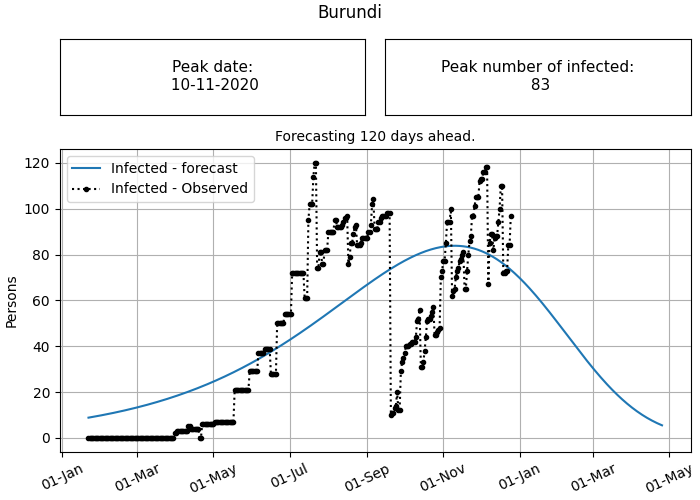 Burundi
Peak date:
10-11-2020
Peak number of infected:
83
Forecasting 120 days ahead.
Infected - forecast
Infected - Observed
Persons
120
100
80
60
40
20
0
01-Jan
01-Mar
01-May
01-Jul
01-Sep
01-Nov
01-Jan
01-Mar
01-May